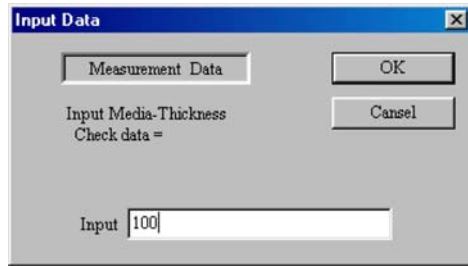 Input Data
Measurement Data
OK
Input Media-Thickness
Cansel
Check data =
Input 100